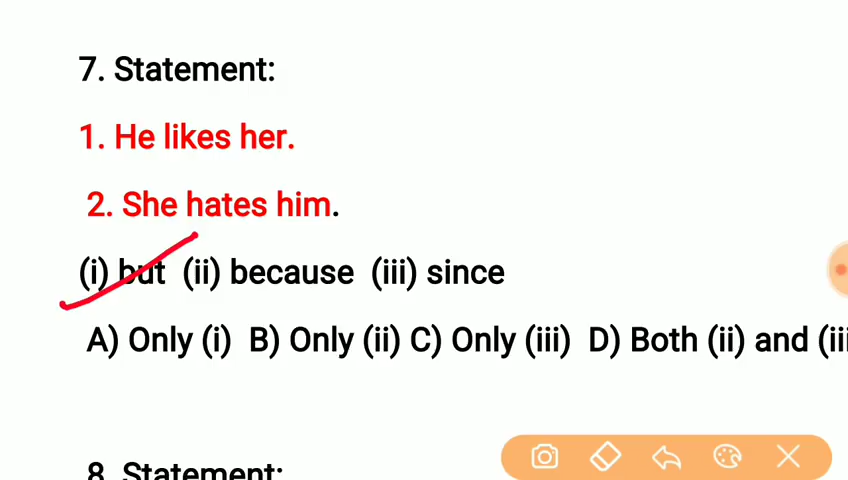 7. Statement:
1. He likes her.
2. She hates him.
(i) but (ii) because (iii) since
A) Only (i) B) Only (ii) C) Only (iii) D) Both (ii) and (iii
8. Statement: